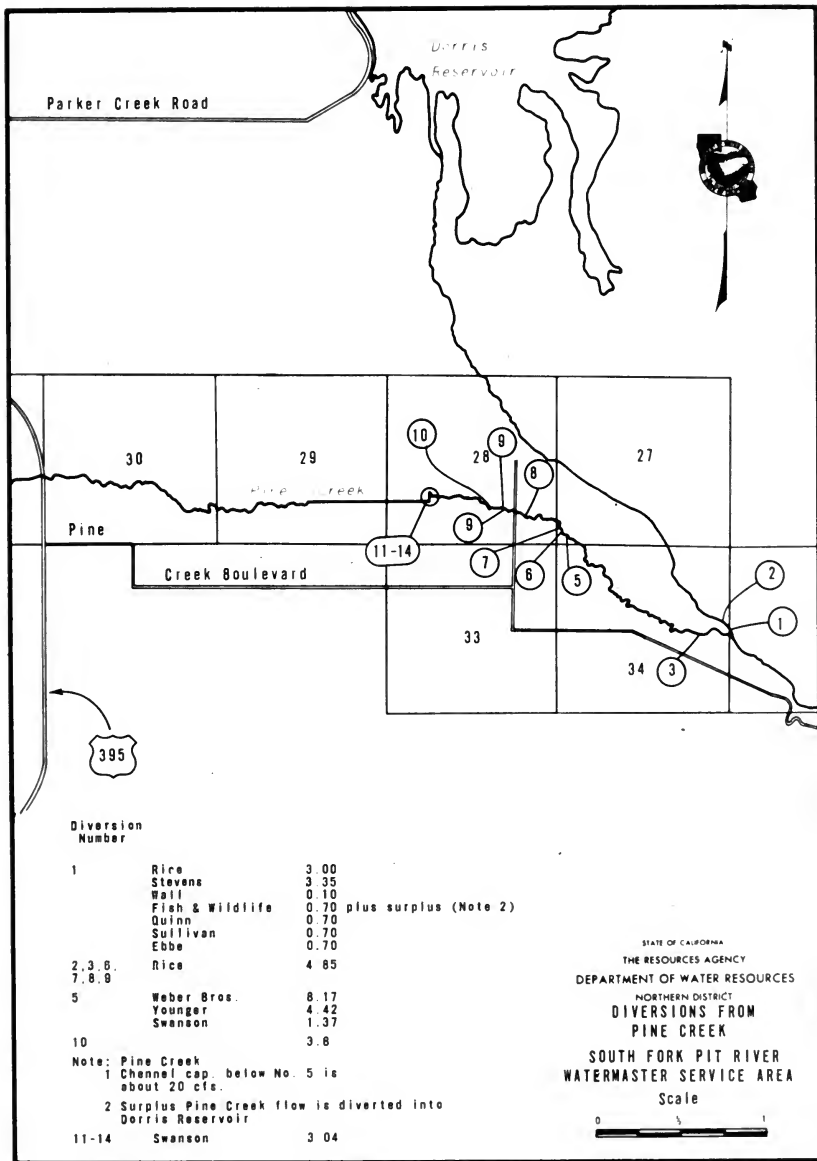 Dorris
Reservoir
Parker Creek Road
30
29
28
27
10
9
8
Pine Creek
9
Pine
11-14
7
6
5
2
Creek Boulevard
1
33
34
3
395
Diversion
Number
1 Rice 3.00
Stevens 3.35
Wall 0.10
Fish & Wildlife 0.70 plus surplus (Note 2)
Quinn 0.70
Sullivan 0.70
Ebbe 0.70
2,3,6, Rice 4 85
7,8,9
5 Weber Bros. 8.17
Younger 4.42
Swanson 1.37
10 3.6
Note: Pine Creek
1 Channel cap. below No. 5 is
about 20 cfs.
2 Surplus Pine Creek flow is diverted into
Dorris Reservoir
11-14 Swanson 3 04
STATE OF CALIFORNIA
THE RESOURCES AGENCY
DEPARTMENT OF WATER RESOURCES
NORTHERN DISTRICT
DIVERSIONS FROM
PINE CREEK
SOUTH FORK PIT RIVER
WATERMASTER SERVICE AREA
Scale
0 ½ 1